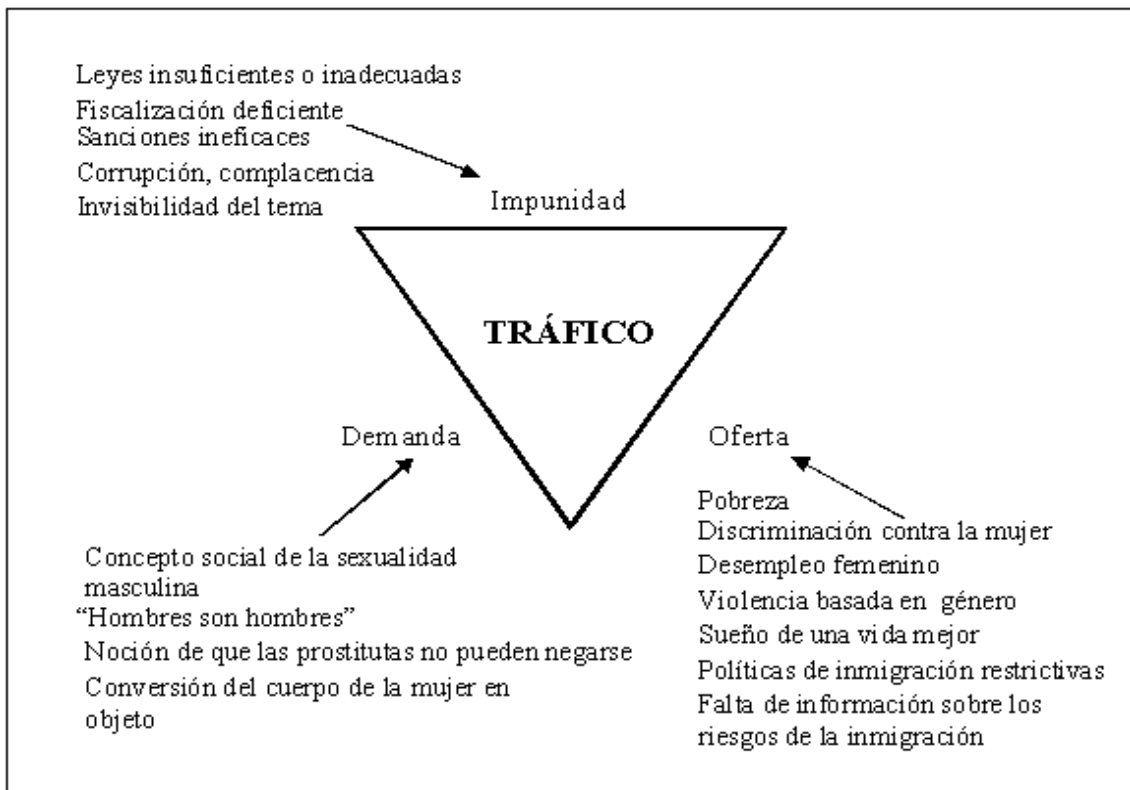 Leyes insuficientes o inadecuadas
Fiscalización deficiente
Sanciones ineficaces
Corrupción, complacencia
Invisibilidad del tema
Impunidad
TRÁFICO
Demanda
Oferta
Concepto social de la sexualidad
masculina
“Hombres son hombres”
Noción de que las prostitutas no pueden negarse
Conversión del cuerpo de la mujer en
objeto
Pobreza
Discriminación contra la mujer
Desempleo femenino
Violencia basada en género
Sueño de una vida mejor
Políticas de inmigración restrictivas
Falta de información sobre los
riesgos de la inmigración